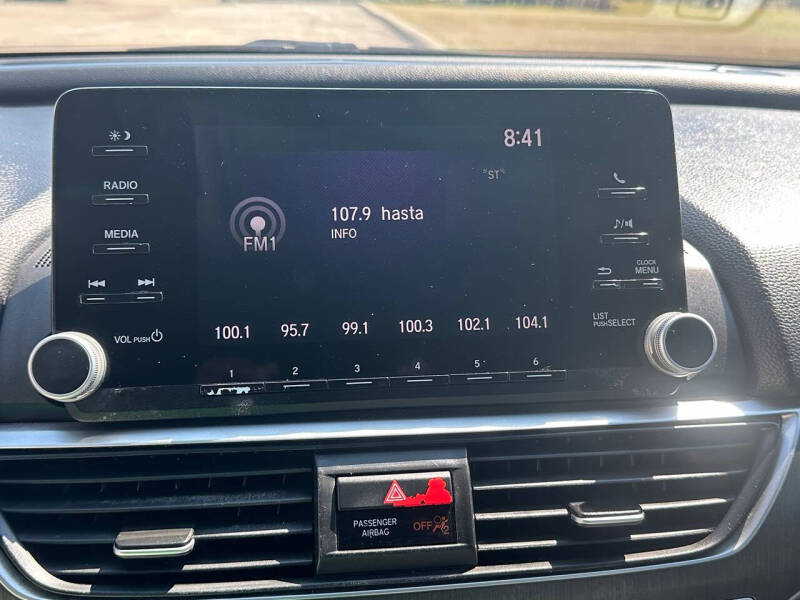 8:41
"ST"
RADIO
107.9 hasta
INFO
FM1
MEDIA
CLOCK
MENU
VOL PUSH
LIST
PUSH SELECT
100.1 95.7 99.1 100.3 102.1 104.1
1 2 3 4 5 6
PASSENGER
AIRBAG
OFF
2